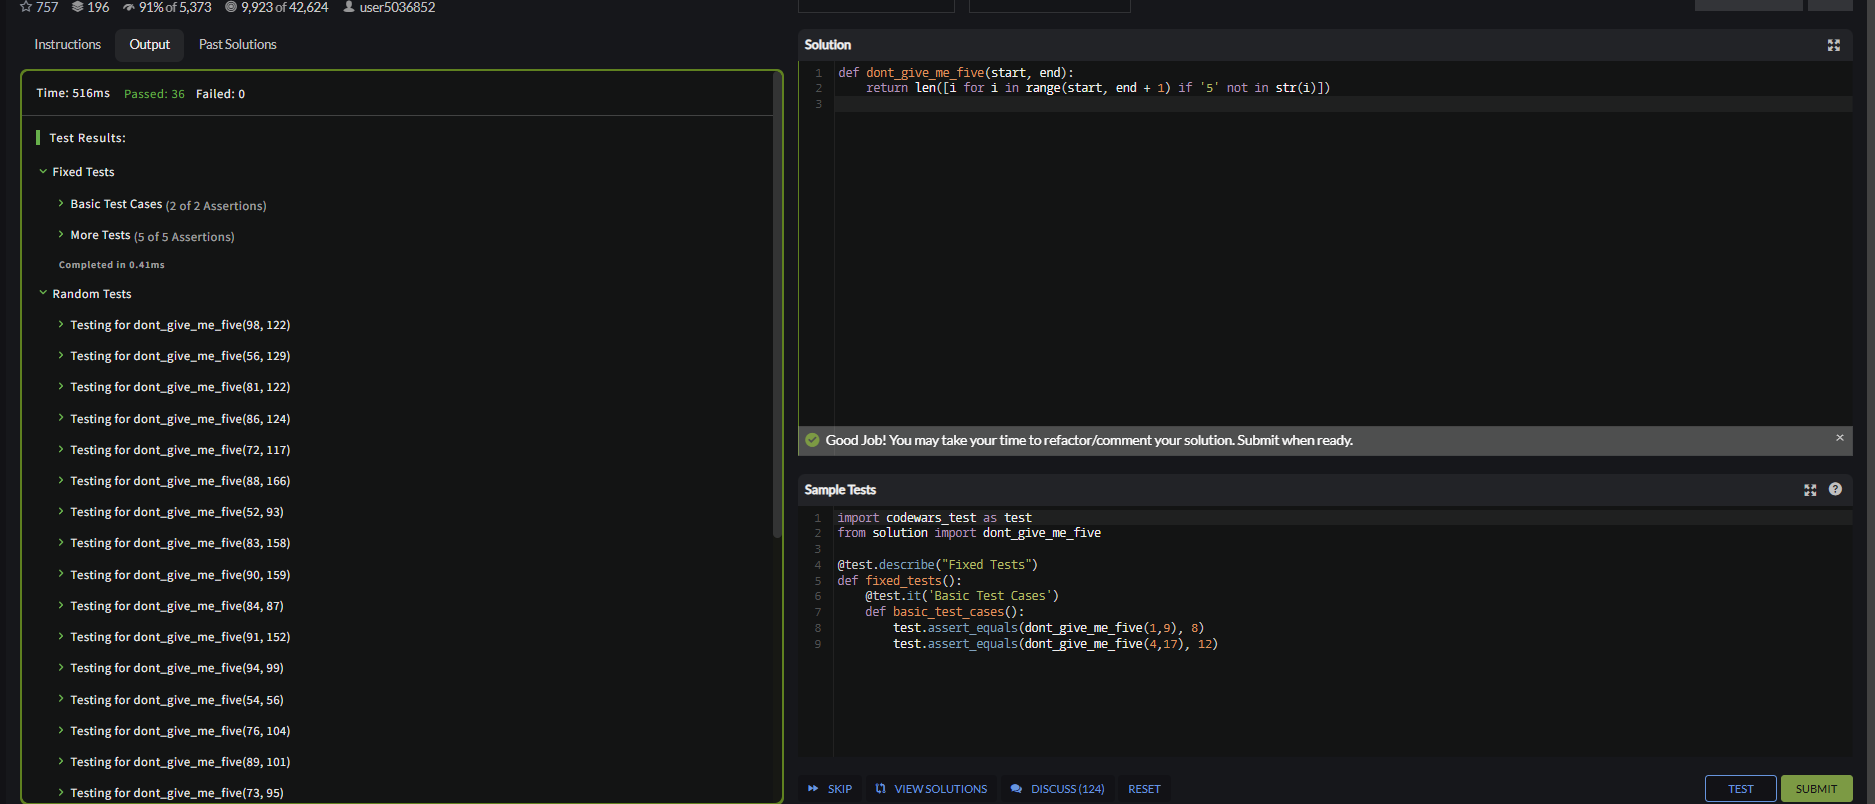 757 196 91% of 5,373 9,923 of 42,624 user5036852
Instructions Output Past Solutions
Time: 516ms Passed: 36 Failed: 0
Test Results:
Fixed Tests
Basic Test Cases (2 of 2 Assertions)
More Tests (5 of 5 Assertions)
Completed in 0.41ms
Random Tests
Testing for dont_give_me_five(98, 122)
Testing for dont_give_me_five(56, 129)
Testing for dont_give_me_five(81, 122)
Testing for dont_give_me_five(86, 124)
Testing for dont_give_me_five(72, 117)
Testing for dont_give_me_five(88, 166)
Testing for dont_give_me_five(52, 93)
Testing for dont_give_me_five(83, 158)
Testing for dont_give_me_five(90, 159)
Testing for dont_give_me_five(84, 87)
Testing for dont_give_me_five(91, 152)
Testing for dont_give_me_five(94, 99)
Testing for dont_give_me_five(54, 56)
Testing for dont_give_me_five(76, 104)
Testing for dont_give_me_five(89, 101)
Testing for dont_give_me_five(73, 95)
Solution
1 def dont_give_me_five(start, end):
2     return len([i for i in range(start, end + 1) if '5' not in str(i)])
3
Good Job! You may take your time to refactor/comment your solution. Submit when ready.
Sample Tests
1 import codewars_test as test
2 from solution import dont_give_me_five
3
4 @test.describe("Fixed Tests")
5 def fixed_tests():
6     @test.it('Basic Test Cases')
7     def basic_test_cases():
8         test.assert_equals(dont_give_me_five(1,9), 8)
9         test.assert_equals(dont_give_me_five(4,17), 12)
SKIP VIEW SOLUTIONS DISCUSS (124) RESET TEST SUBMIT